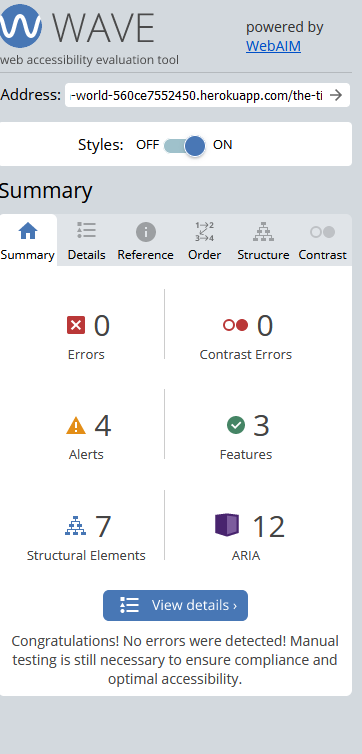 WAVE
powered by
WebAIM
web accessibility evaluation tool
Address: -world-560ce7552450.herokuapp.com/the-ti
Styles: OFF ON
Summary
Summary Details Reference Order Structure Contrast
0 0
Errors Contrast Errors
4 3
Alerts Features
7 12
Structural Elements ARIA
View details ›
Congratulations! No errors were detected! Manual
testing is still necessary to ensure compliance and
optimal accessibility.